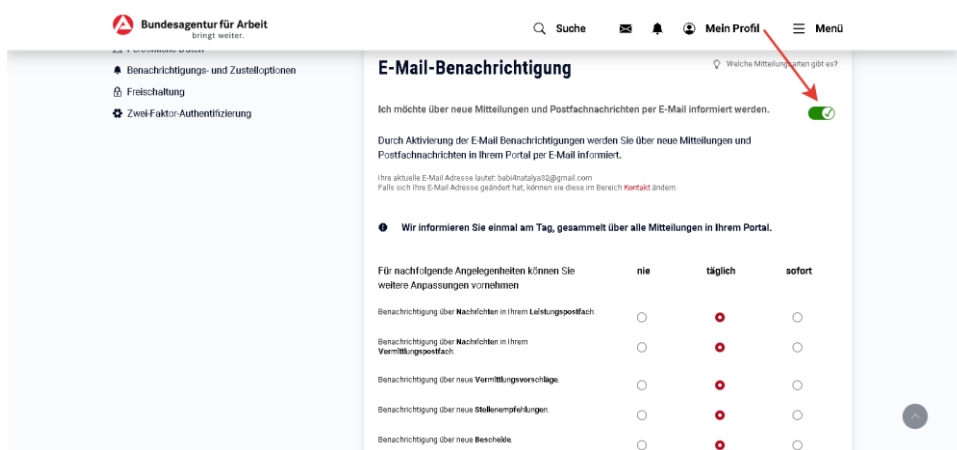 Bundesagentur für Arbeit
bringt weiter.
Suche
Mein Profil
Menü
Persönliche Daten
Benachrichtigungs- und Zustelloptionen
Freischaltung
Zwei-Faktor-Authentifizierung
E-Mail-Benachrichtigung
Welche Mitteilungsarten gibt es?
Ich möchte über neue Mitteilungen und Postfachnachrichten per E-Mail informiert werden.
Durch Aktivierung der E-Mail Benachrichtigungen werden Sie über neue Mitteilungen und
Postfachnachrichten in Ihrem Portal per E-Mail informiert.
Ihre aktuelle E-Mail Adresse lautet: babi4natalya32@gmail.com
Falls sich Ihre E-Mail Adresse geändert hat, können sie diese im Bereich Kontakt ändern.
Wir informieren Sie einmal am Tag, gesammelt über alle Mitteilungen in Ihrem Portal.
Für nachfolgende Angelegenheiten können Sie
weitere Anpassungen vornehmen
nie
täglich
sofort
Benachrichtigung über Nachrichten in Ihrem Leistungspostfach.
Benachrichtigung über Nachrichten in Ihrem
Vermittlungspostfach.
Benachrichtigung über neue Vermittlungsvorschläge.
Benachrichtigung über neue Stellenempfehlungen.
Benachrichtigung über neue Bescheide.